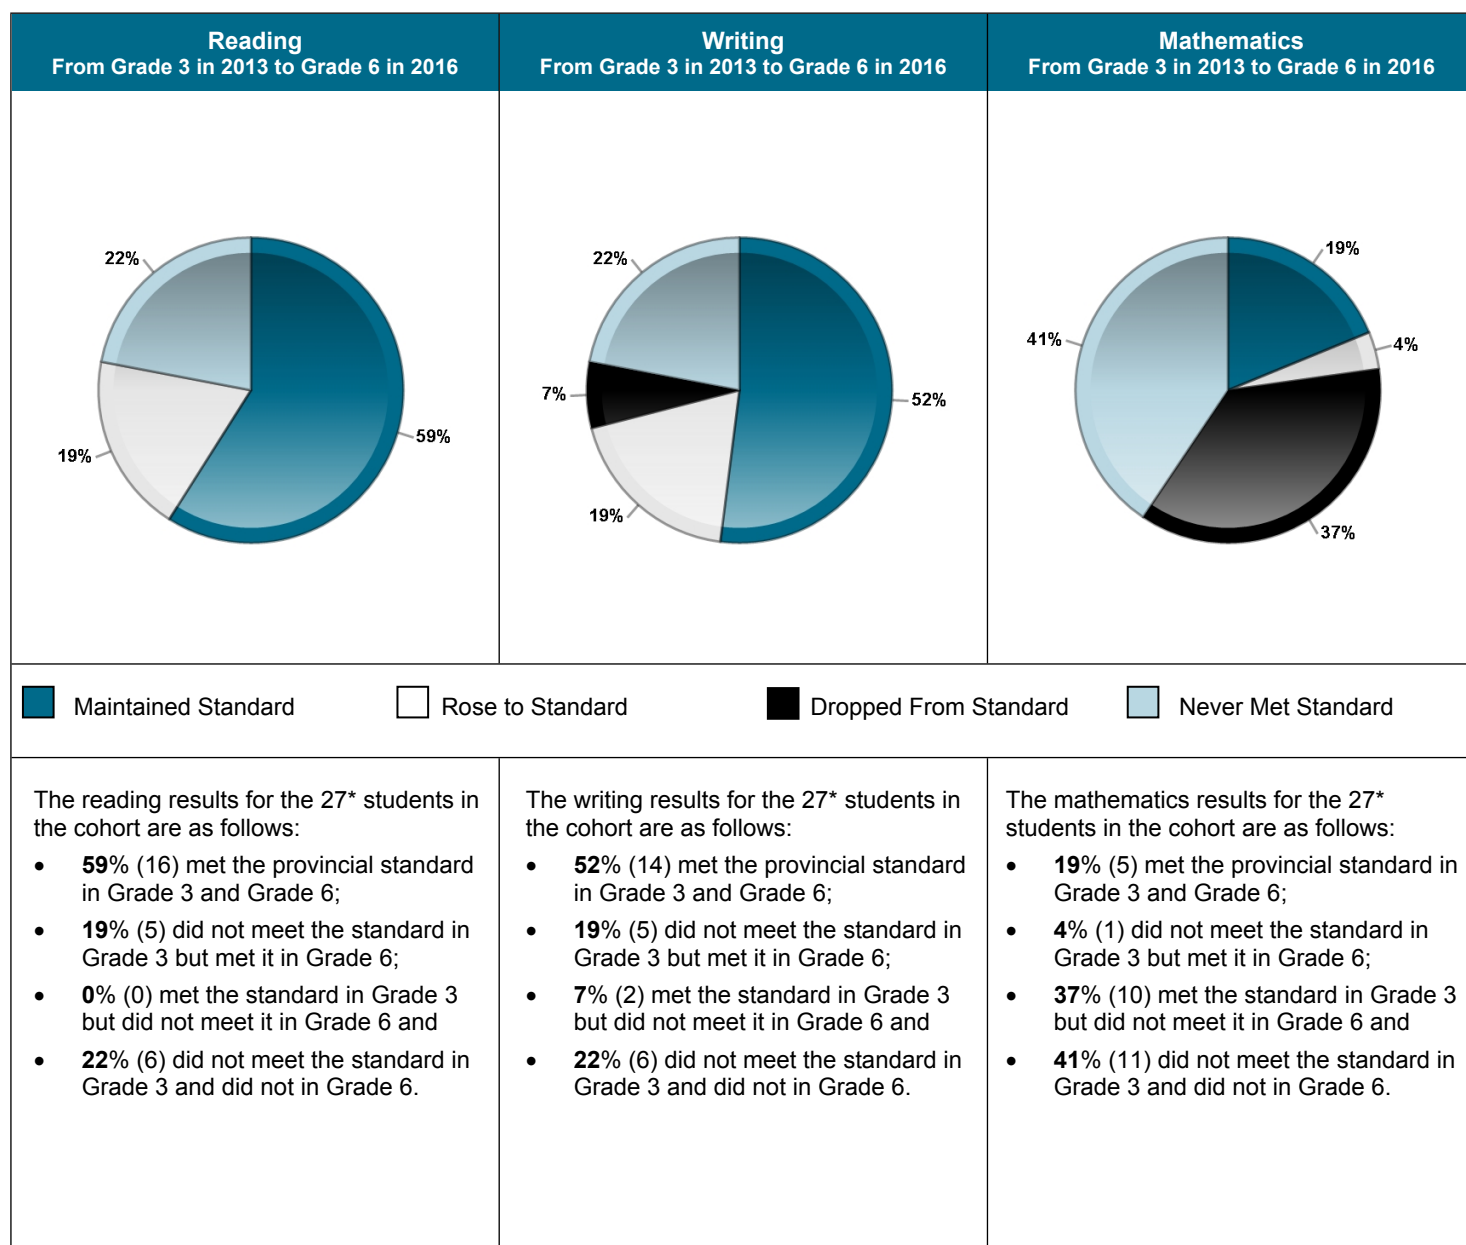 Reading
From Grade 3 in 2013 to Grade 6 in 2016
Writing
From Grade 3 in 2013 to Grade 6 in 2016
Mathematics
From Grade 3 in 2013 to Grade 6 in 2016
22%
19%
59%
22%
7%
19%
52%
19%
4%
41%
37%
Maintained Standard
Rose to Standard
Dropped From Standard
Never Met Standard
The reading results for the 27* students in
the cohort are as follows:
• 59% (16) met the provincial standard
in Grade 3 and Grade 6;
• 19% (5) did not meet the standard in
Grade 3 but met it in Grade 6;
• 0% (0) met the standard in Grade 3
but did not meet it in Grade 6 and
• 22% (6) did not meet the standard in
Grade 3 and did not in Grade 6.
The writing results for the 27* students in
the cohort are as follows:
• 52% (14) met the provincial standard
in Grade 3 and Grade 6;
• 19% (5) did not meet the standard in
Grade 3 but met it in Grade 6;
• 7% (2) met the standard in Grade 3
but did not meet it in Grade 6 and
• 22% (6) did not meet the standard in
Grade 3 and did not in Grade 6.
The mathematics results for the 27*
students in the cohort are as follows:
• 19% (5) met the provincial standard in
Grade 3 and Grade 6;
• 4% (1) did not meet the standard in
Grade 3 but met it in Grade 6;
• 37% (10) met the standard in Grade 3
but did not meet it in Grade 6 and
• 41% (11) did not meet the standard in
Grade 3 and did not in Grade 6.